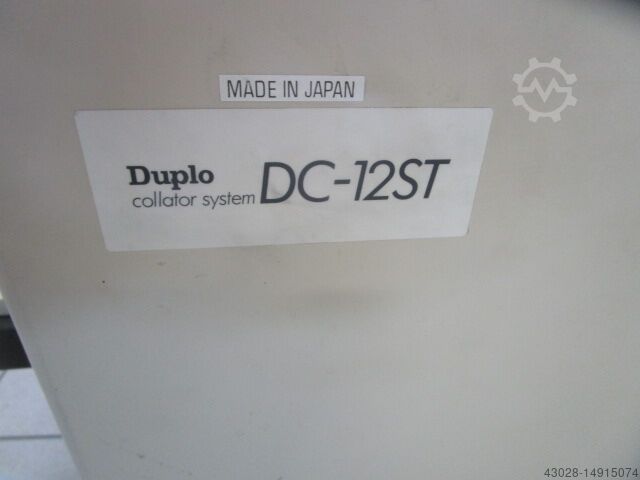 MADE IN JAPAN
Duplo
collator system DC-12ST
43028-14915074